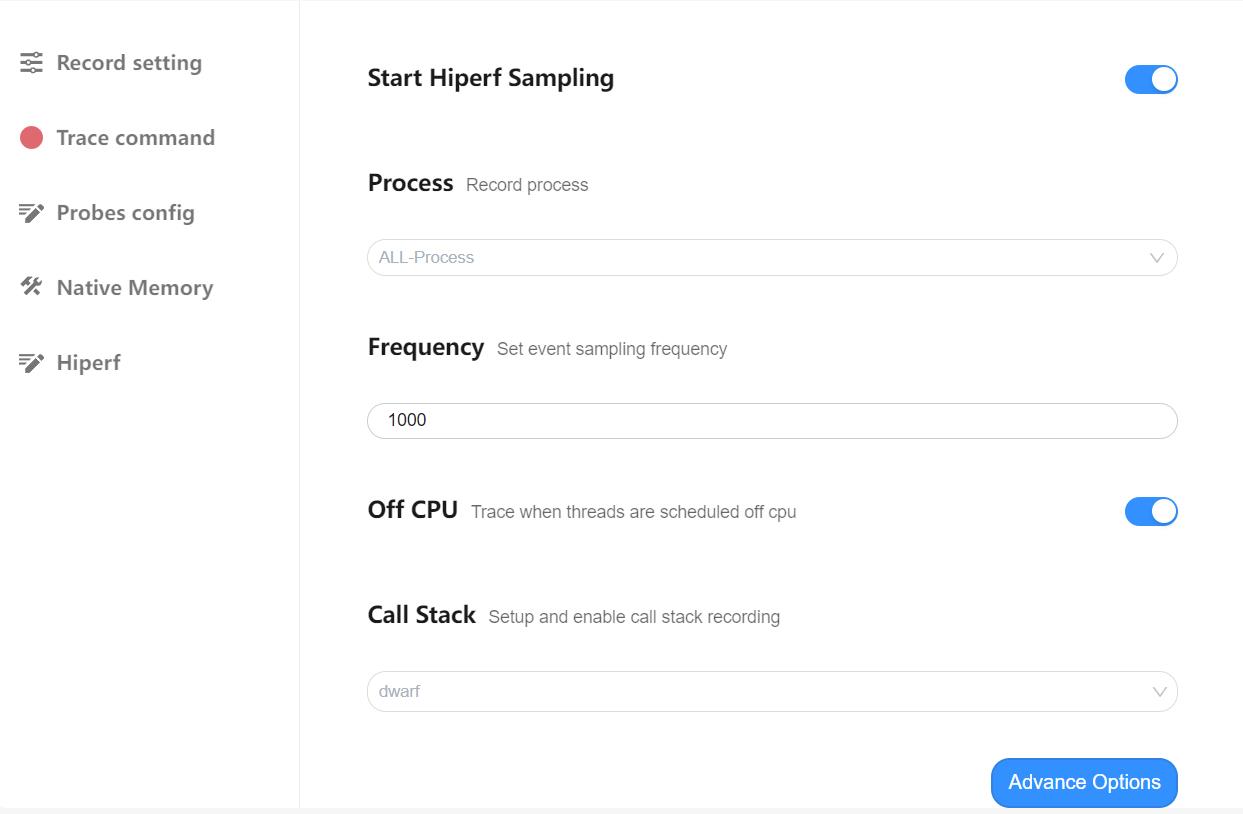 Record setting
Trace command
Probes config
Native Memory
Hiperf
Start Hiperf Sampling
Process Record process
ALL-Process
Frequency Set event sampling frequency
1000
Off CPU Trace when threads are scheduled off cpu
Call Stack Setup and enable call stack recording
dwarf
Advance Options